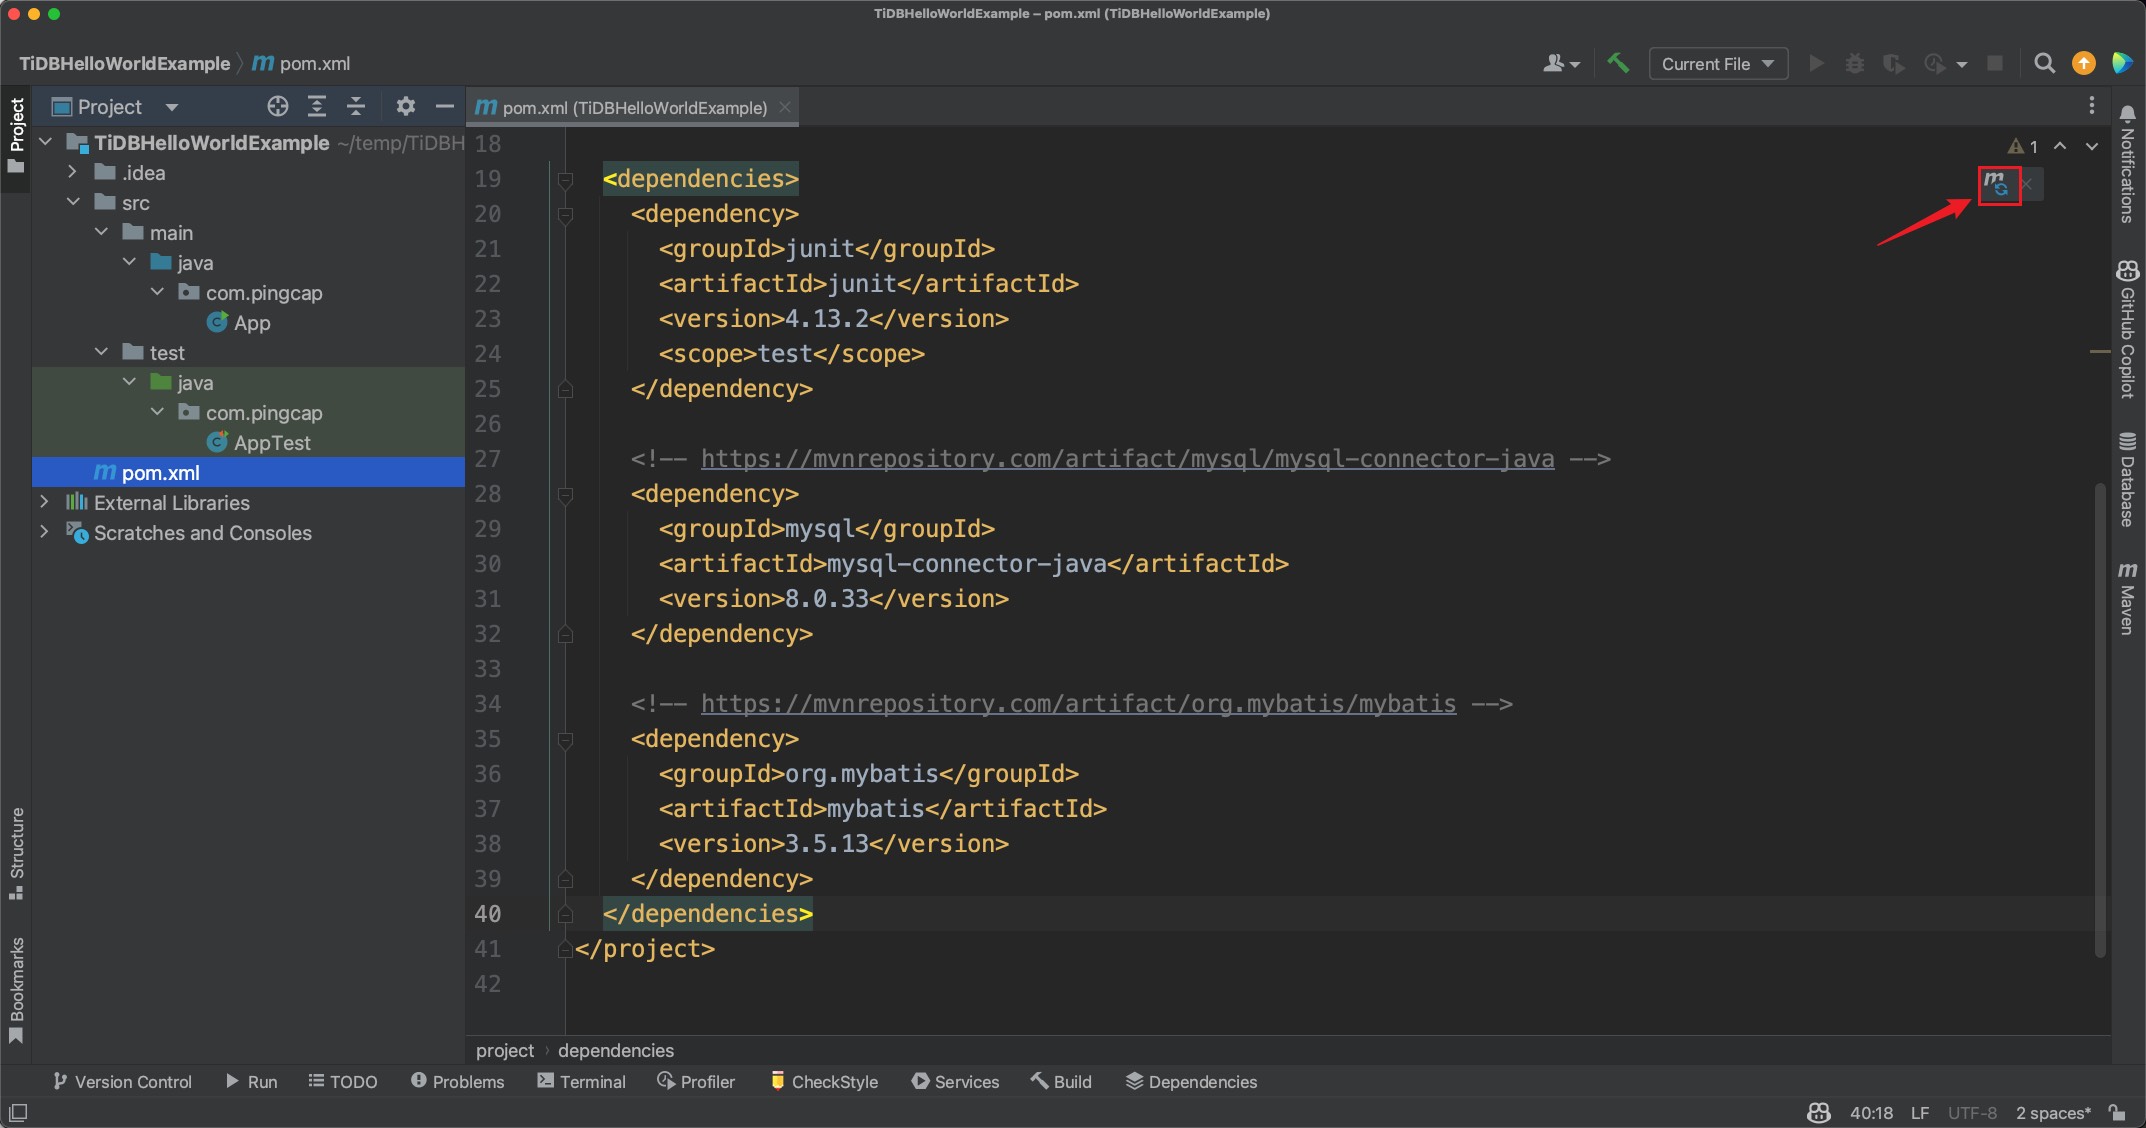 TiDBHelloWorldExample – pom.xml (TiDBHelloWorldExample)
TiDBHelloWorldExample
m pom.xml
Current File
Project
Project
m pom.xml (TiDBHelloWorldExample)
TiDBHelloWorldExample ~/temp/TiDBH
.idea
src
main
java
com.pingcap
App
test
java
com.pingcap
AppTest
m pom.xml
External Libraries
Scratches and Consoles
Structure
Bookmarks
1
m
18
19 <dependencies>
20 <dependency>
21 <groupId>junit</groupId>
22 <artifactId>junit</artifactId>
23 <version>4.13.2</version>
24 <scope>test</scope>
25 </dependency>
26
27 <!-- https://mvnrepository.com/artifact/mysql/mysql-connector-java -->
28 <dependency>
29 <groupId>mysql</groupId>
30 <artifactId>mysql-connector-java</artifactId>
31 <version>8.0.33</version>
32 </dependency>
33
34 <!-- https://mvnrepository.com/artifact/org.mybatis/mybatis -->
35 <dependency>
36 <groupId>org.mybatis</groupId>
37 <artifactId>mybatis</artifactId>
38 <version>3.5.13</version>
39 </dependency>
40 </dependencies>
41 </project>
42
Notifications
GitHub Copilot
Database
m Maven
project › dependencies
Version Control Run TODO Problems Terminal Profiler CheckStyle Services Build Dependencies
40:18 LF UTF-8 2 spaces*